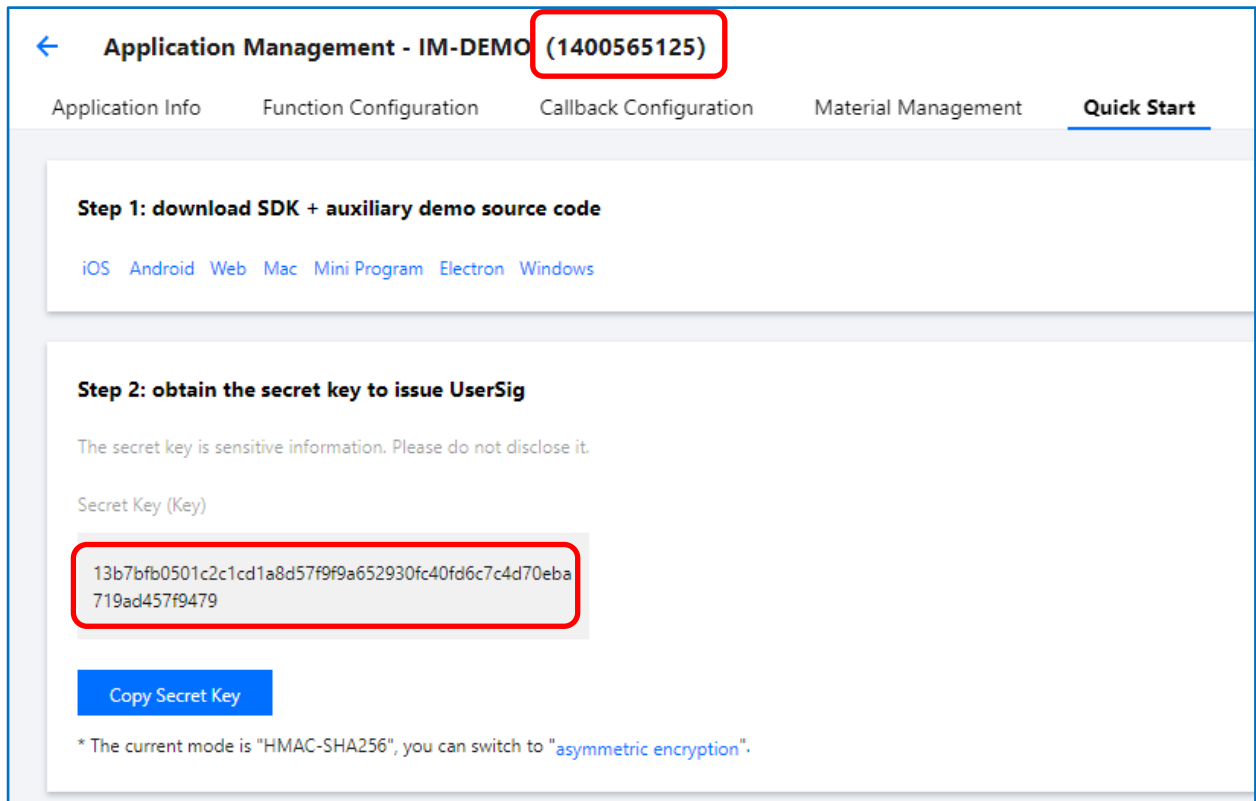 Application Management - IM-DEMO (1400565125)
Application Info Function Configuration Callback Configuration Material Management Quick Start
Step 1: download SDK + auxiliary demo source code
iOS Android Web Mac Mini Program Electron Windows
Step 2: obtain the secret key to issue UserSig
The secret key is sensitive information. Please do not disclose it.
Secret Key (Key)
13b7bfb0501c2c1cd1a8d57f9f9a652930fc40fd6c7c4d70eba
719ad457f9479
Copy Secret Key
* The current mode is "HMAC-SHA256", you can switch to "asymmetric encryption".